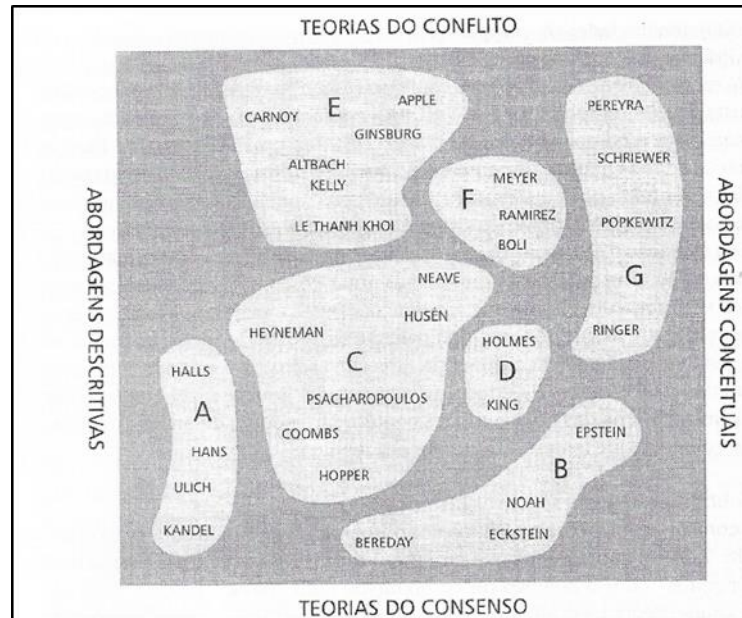 TEORIAS DO CONFLITO
ABORDAGENS DESCRITIVAS
E
CARNOY
APPLE
GINSBURG
ALTBACH
KELLY
LE THANH KHOI
F
MEYER
RAMIREZ
BOLI
PEREYRA
SCHRIEWER
POPKEWITZ
G
RINGER
NEAVE
HUSÉN
HEYNEMAN
C
PSACHAROPOULOS
COOMBS
HOPPER
HOLMES
D
KING
HALLS
A
HANS
ULICH
KANDEL
EPSTEIN
B
NOAH
ECKSTEIN
BEREDAY
ABORDAGENS CONCEITUAIS
TEORIAS DO CONSENSO